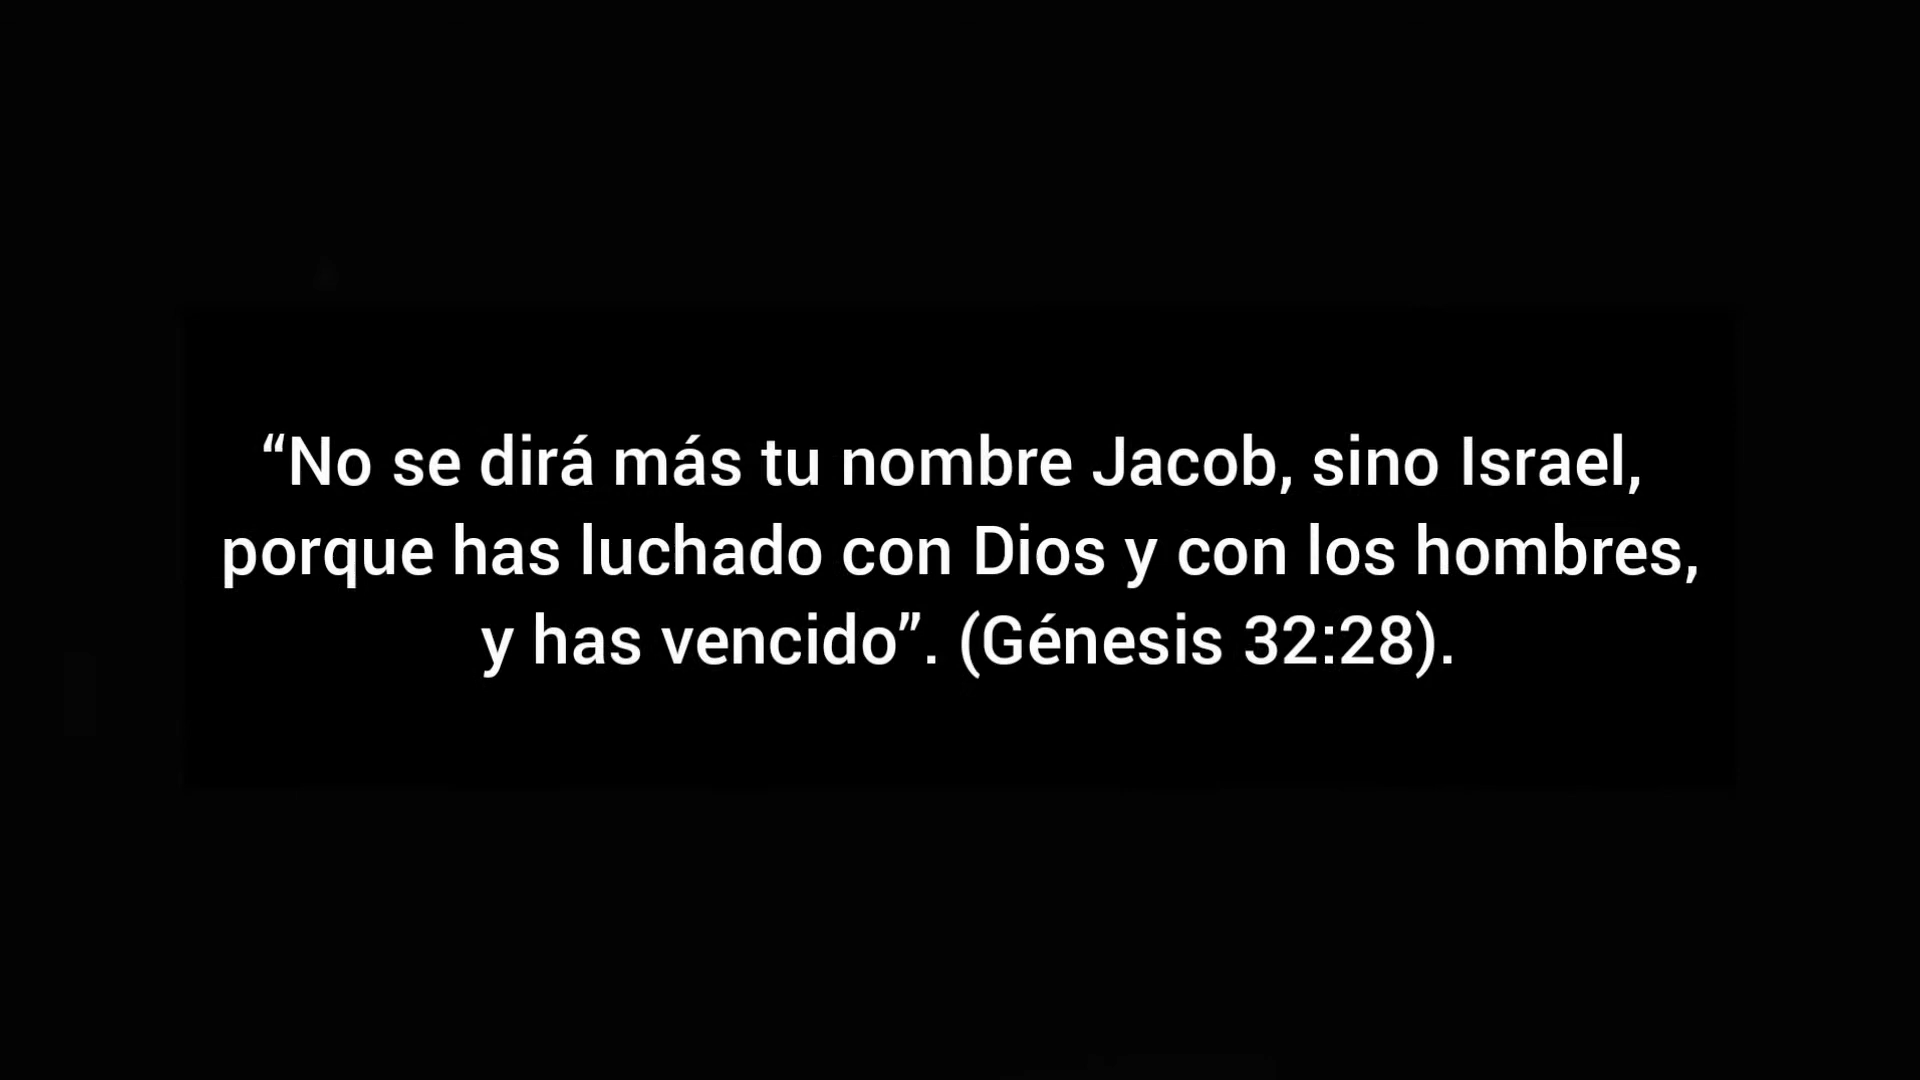 “No se dirá más tu nombre Jacob, sino Israel,
porque has luchado con Dios y con los hombres,
y has vencido”. (Génesis 32:28).